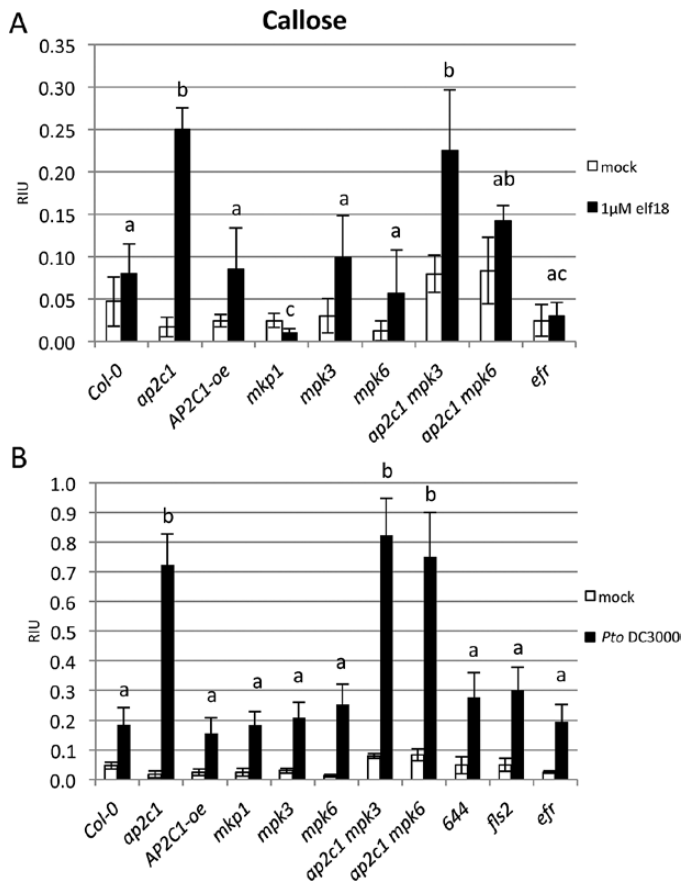 A
Callose
0.35
0.30
0.25
0.20
0.15
0.10
0.05
0.00
RIU
a
b
a
c
a
a
b
ab
ac
mock
1µM elf18
Col-0
ap2c1
AP2C1-oe
mkp1
mpk3
mpk6
ap2c1 mpk3
ap2c1 mpk6
efr
B
1.0
0.9
0.8
0.7
0.6
0.5
0.4
0.3
0.2
0.1
0.0
RIU
a
b
a
a
a
a
b
b
a
a
a
mock
Pto DC3000
Col-0
ap2c1
AP2C1-oe
mkp1
mpk3
mpk6
ap2c1 mpk3
ap2c1 mpk6
644
fls2
efr